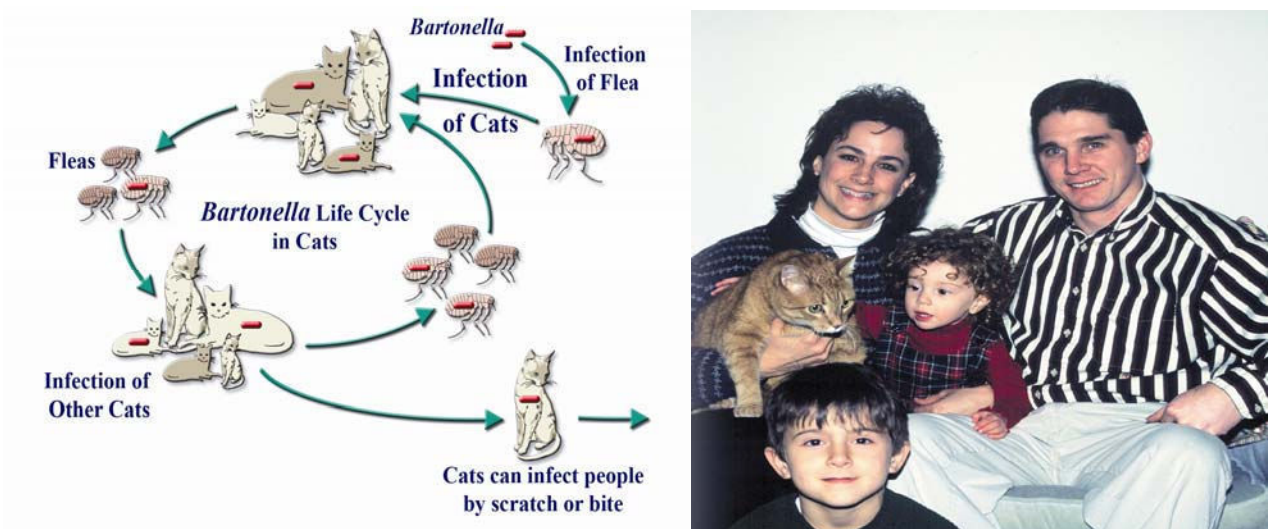 Bartonella
Infection
of Flea
Infection
of Cats
Fleas
Bartonella Life Cycle
in Cats
Infection of
Other Cats
Cats can infect people
by scratch or bite